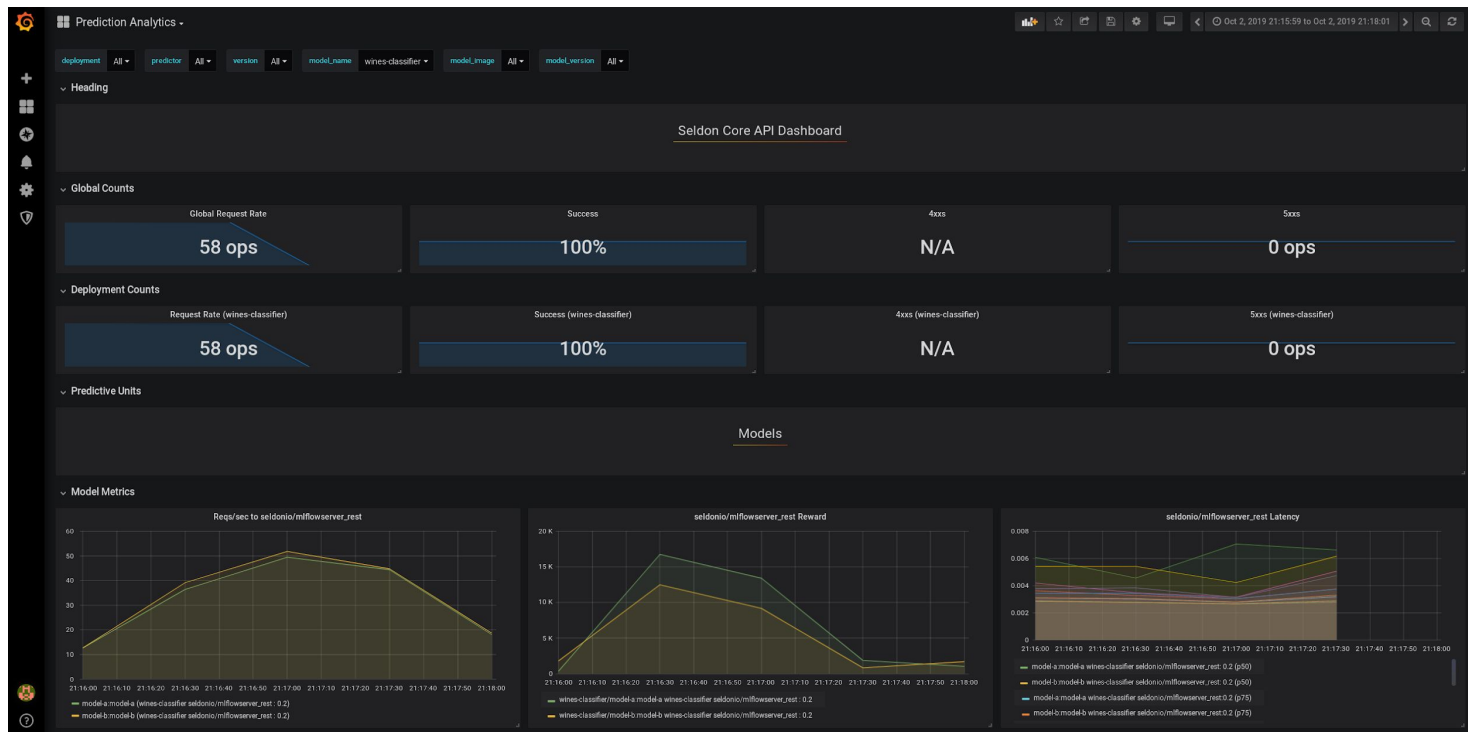 Prediction Analytics
Oct 2, 2019 21:15:59 to Oct 2, 2019 21:18:01
deployment All predictor All version All model_name wines-classifier model_image All model_version All
Heading
Seldon Core API Dashboard
Global Counts
Global Request Rate
58 ops
Success
100%
4xxs
N/A
5xxs
0 ops
Deployment Counts
Request Rate (wines-classifier)
58 ops
Success (wines-classifier)
100%
4xxs (wines-classifier)
N/A
5xxs (wines-classifier)
0 ops
Predictive Units
Models
Model Metrics
Reqs/sec to seldonio/mlflowserver_rest
60
50
40
30
20
10
0
21:16:00 21:16:10 21:16:20 21:16:30 21:16:40 21:16:50 21:17:00 21:17:10 21:17:20 21:17:30 21:17:40 21:17:50 21:18:00
model-a:model-a (wines-classifier seldonio/mlflowserver_rest : 0.2)
model-b:model-b (wines-classifier seldonio/mlflowserver_rest : 0.2)
seldonio/mlflowserver_rest Reward
20 K
15 K
10 K
5 K
0
21:16:00 21:16:10 21:16:20 21:16:30 21:16:40 21:16:50 21:17:00 21:17:10 21:17:20 21:17:30 21:17:40 21:17:50 21:18:00
wines-classifier/model-a:model-a wines-classifier seldonio/mlflowserver_rest : 0.2
wines-classifier/model-b:model-b wines-classifier seldonio/mlflowserver_rest : 0.2
seldonio/mlflowserver_rest Latency
0.008
0.006
0.004
0.002
0
21:16:00 21:16:10 21:16:20 21:16:30 21:16:40 21:16:50 21:17:00 21:17:10 21:17:20 21:17:30 21:17:40 21:17:50 21:18:00
model-a:model-a wines-classifier seldonio/mlflowserver_rest: 0.2 (p50)
model-b:model-b wines-classifier seldonio/mlflowserver_rest: 0.2 (p50)
model-a:model-a wines-classifier seldonio/mlflowserver_rest:0.2 (p75)
model-b:model-b wines-classifier seldonio/mlflowserver_rest:0.2 (p75)